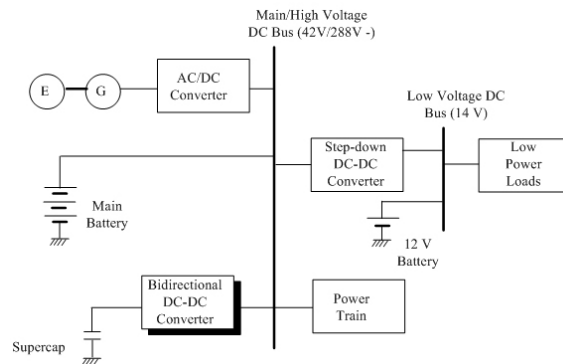 Main/High Voltage
DC Bus (42V/288V -)
E
G
AC/DC
Converter
Low Voltage DC
Bus (14 V)
Step-down
DC-DC
Converter
Low
Power
Loads
Main
Battery
12 V
Battery
Bidirectional
DC-DC
Converter
Power
Train
Supercap